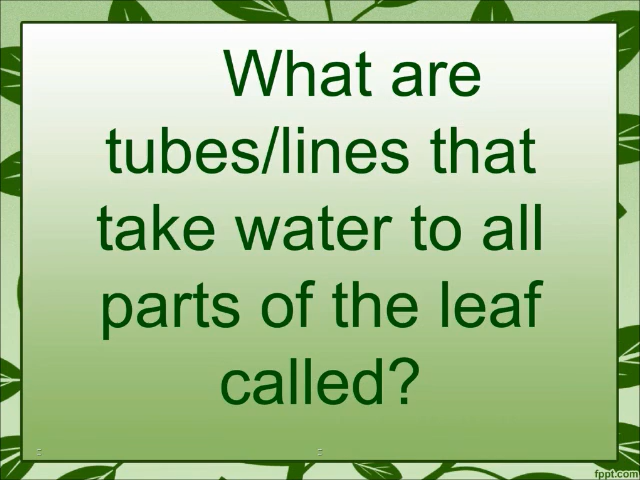 What are
tubes/lines that
take water to all
parts of the leaf
called?
fppt.com